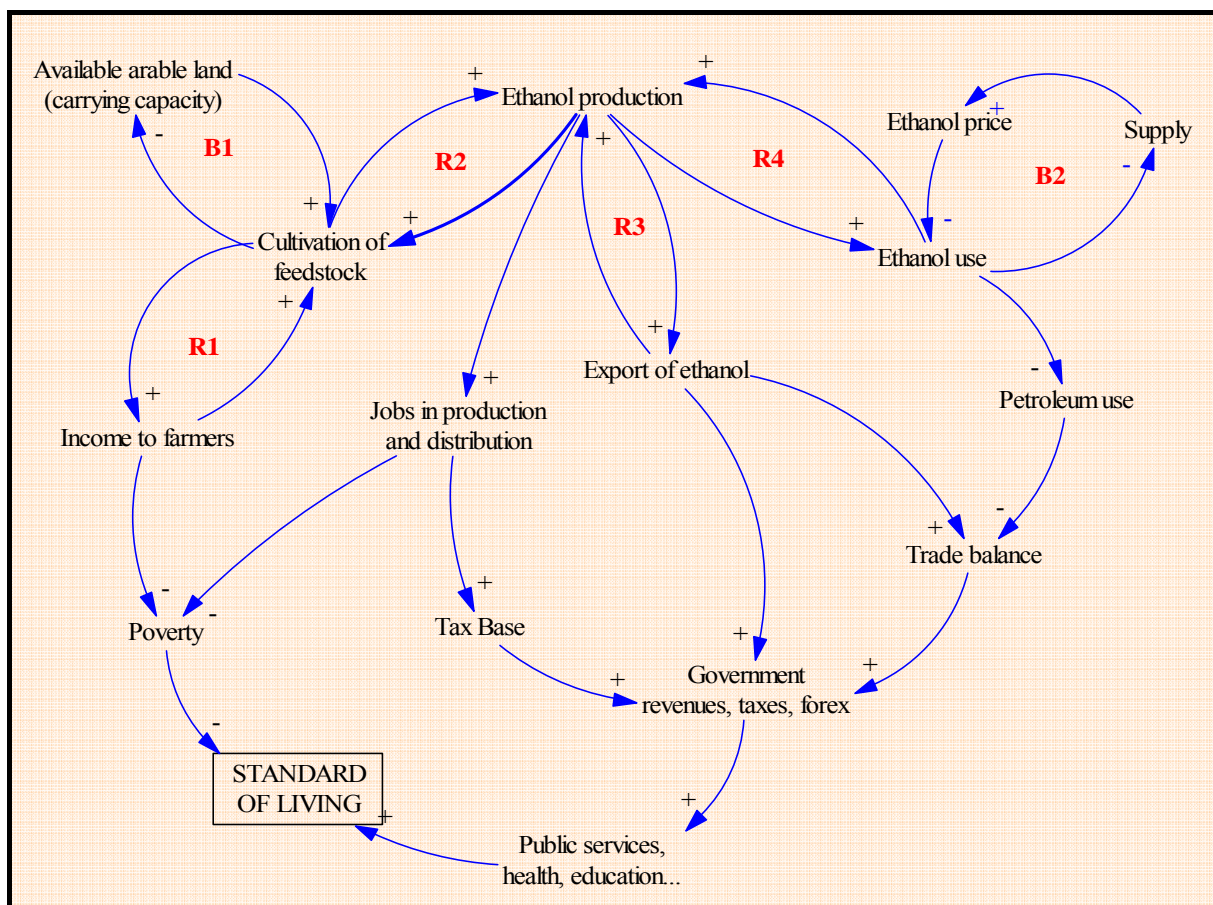 Available arable land
(carrying capacity)
+
+
Ethanol production
+
Ethanol price
+
Supply
-
B1
R2
+
R4
B2
-
+
+
R3
+
-
Cultivation of
feedstock
Ethanol use
+
R1
+
Export of ethanol
-
+
+
Jobs in production
and distribution
Petroleum use
Income to farmers
-
+
Trade balance
-
-
+
Poverty
Tax Base
+
+
+
Government
revenues, taxes, forex
-
STANDARD
OF LIVING
+
+
Public services,
health, education...